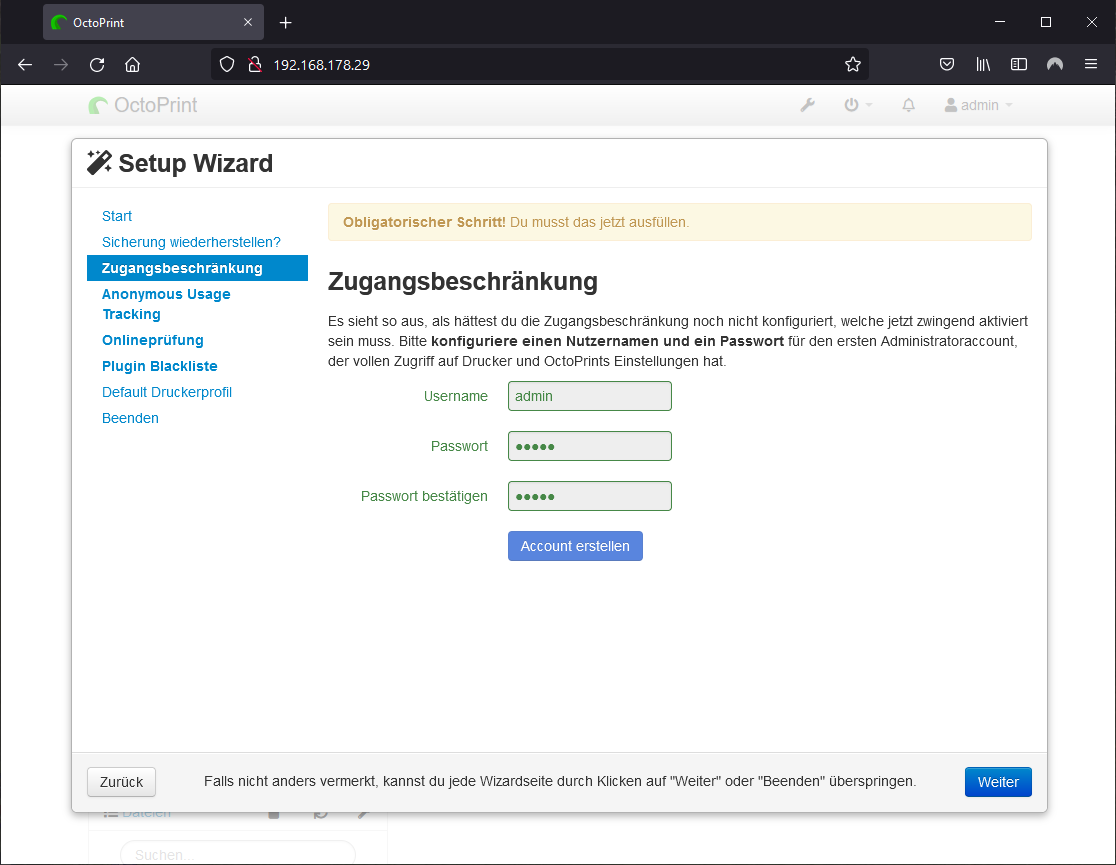 OctoPrint
192.168.178.29
OctoPrint
admin
Setup Wizard
Start
Sicherung wiederherstellen?
Zugangsbeschränkung
Anonymous Usage
Tracking
Onlineprüfung
Plugin Blackliste
Default Druckerprofil
Beenden
Obligatorischer Schritt! Du musst das jetzt ausfüllen.
Zugangsbeschränkung
Es sieht so aus, als hättest du die Zugangsbeschränkung noch nicht konfiguriert, welche jetzt zwingend aktiviert
sein muss. Bitte konfiguriere einen Nutzernamen und ein Passwort für den ersten Administratoraccount,
der vollen Zugriff auf Drucker und OctoPrints Einstellungen hat.
Username admin
Passwort •••••
Passwort bestätigen •••••
Account erstellen
Zurück
Falls nicht anders vermerkt, kannst du jede Wizardseite durch Klicken auf "Weiter" oder "Beenden" überspringen.
Weiter
Dateien
Suchen...